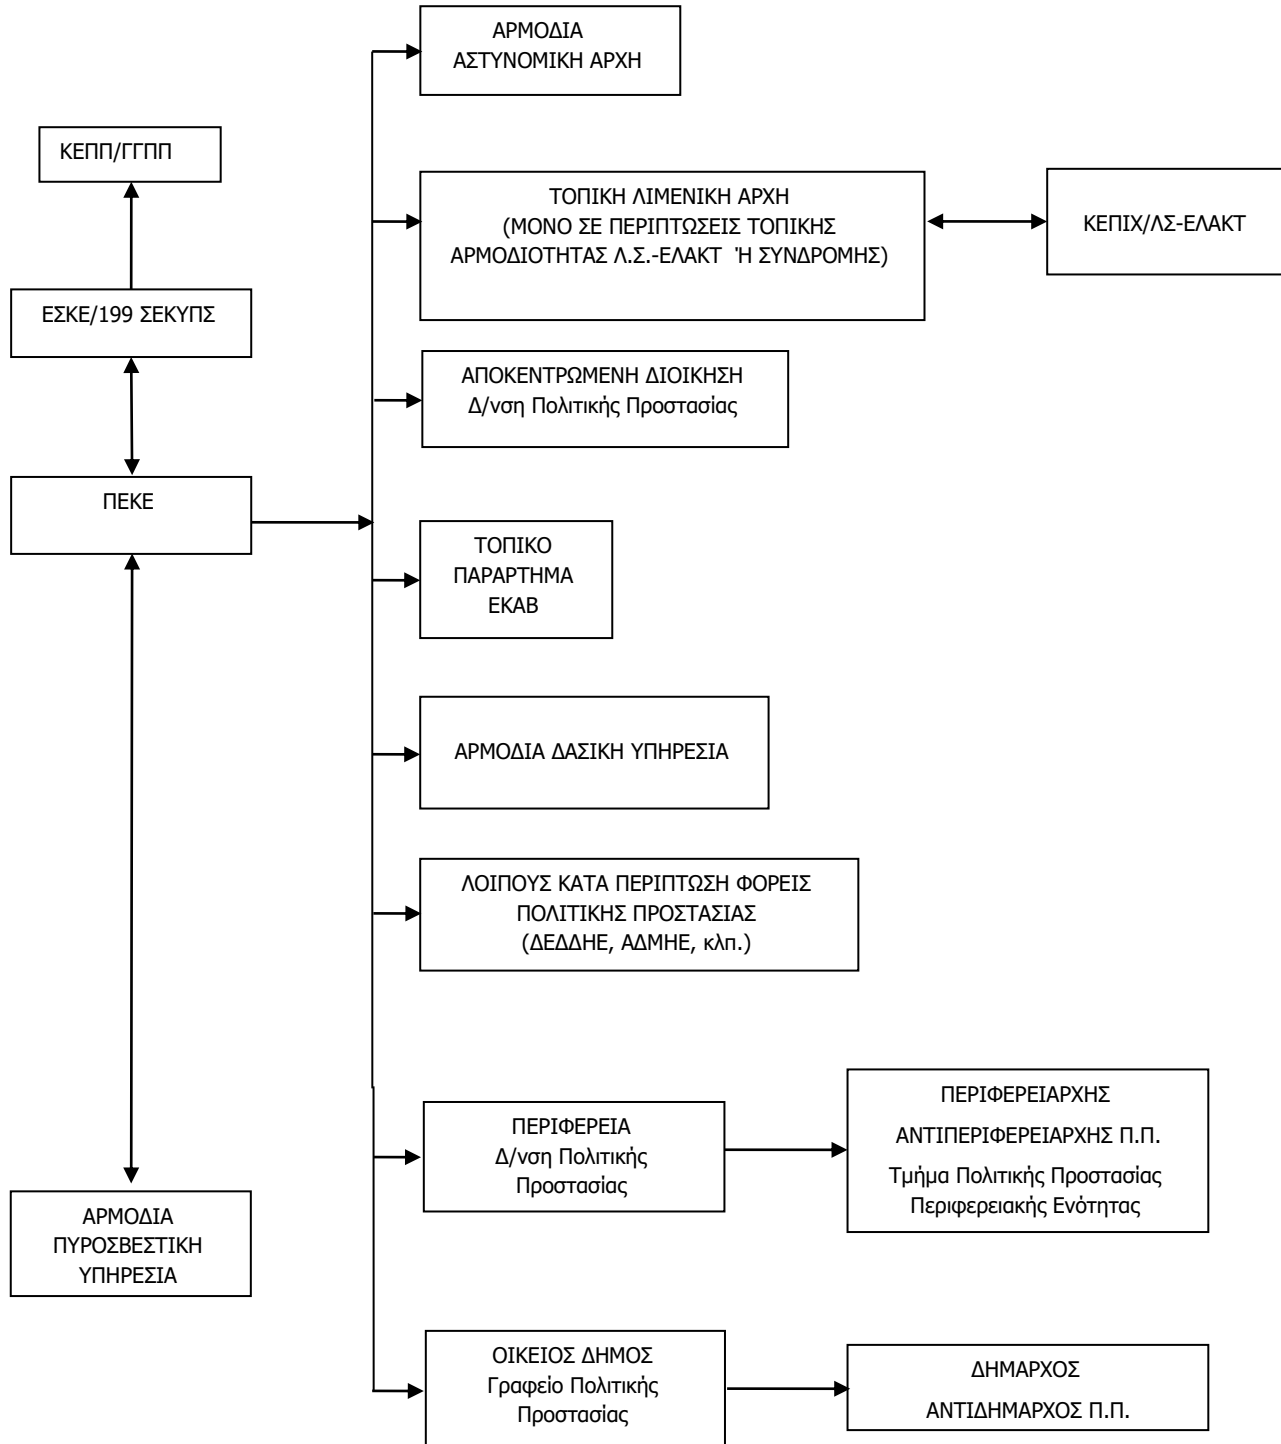 ΑΡΜΟΔΙΑ
ΑΣΤΥΝΟΜΙΚΗ ΑΡΧΗ
ΚΕΠΠ/ΓΓΠΠ
ΤΟΠΙΚΗ ΛΙΜΕΝΙΚΗ ΑΡΧΗ
(ΜΟΝΟ ΣΕ ΠΕΡΙΠΤΩΣΕΙΣ ΤΟΠΙΚΗΣ
ΑΡΜΟΔΙΟΤΗΤΑΣ Λ.Σ.-ΕΛΑΚΤ Ή ΣΥΝΔΡΟΜΗΣ)
ΚΕΠΙΧ/ΛΣ-ΕΛΑΚΤ
ΕΣΚΕ/199 ΣΕΚΥΠΣ
ΑΠΟΚΕΝΤΡΩΜΕΝΗ ΔΙΟΙΚΗΣΗ
Δ/νση Πολιτικής Προστασίας
ΠΕΚΕ
ΤΟΠΙΚΟ
ΠΑΡΑΡΤΗΜΑ
ΕΚΑΒ
ΑΡΜΟΔΙΑ ΔΑΣΙΚΗ ΥΠΗΡΕΣΙΑ
ΛΟΙΠΟΥΣ ΚΑΤΑ ΠΕΡΙΠΤΩΣΗ ΦΟΡΕΙΣ
ΠΟΛΙΤΙΚΗΣ ΠΡΟΣΤΑΣΙΑΣ
(ΔΕΔΔΗΕ, ΑΔΜΗΕ, κλπ.)
ΠΕΡΙΦΕΡΕΙΑ
Δ/νση Πολιτικής
Προστασίας
ΠΕΡΙΦΕΡΕΙΑΡΧΗΣ
ΑΝΤΙΠΕΡΙΦΕΡΕΙΑΡΧΗΣ Π.Π.
Τμήμα Πολιτικής Προστασίας
Περιφερειακής Ενότητας
ΑΡΜΟΔΙΑ
ΠΥΡΟΣΒΕΣΤΙΚΗ
ΥΠΗΡΕΣΙΑ
ΟΙΚΕΙΟΣ ΔΗΜΟΣ
Γραφείο Πολιτικής
Προστασίας
ΔΗΜΑΡΧΟΣ
ΑΝΤΙΔΗΜΑΡΧΟΣ Π.Π.